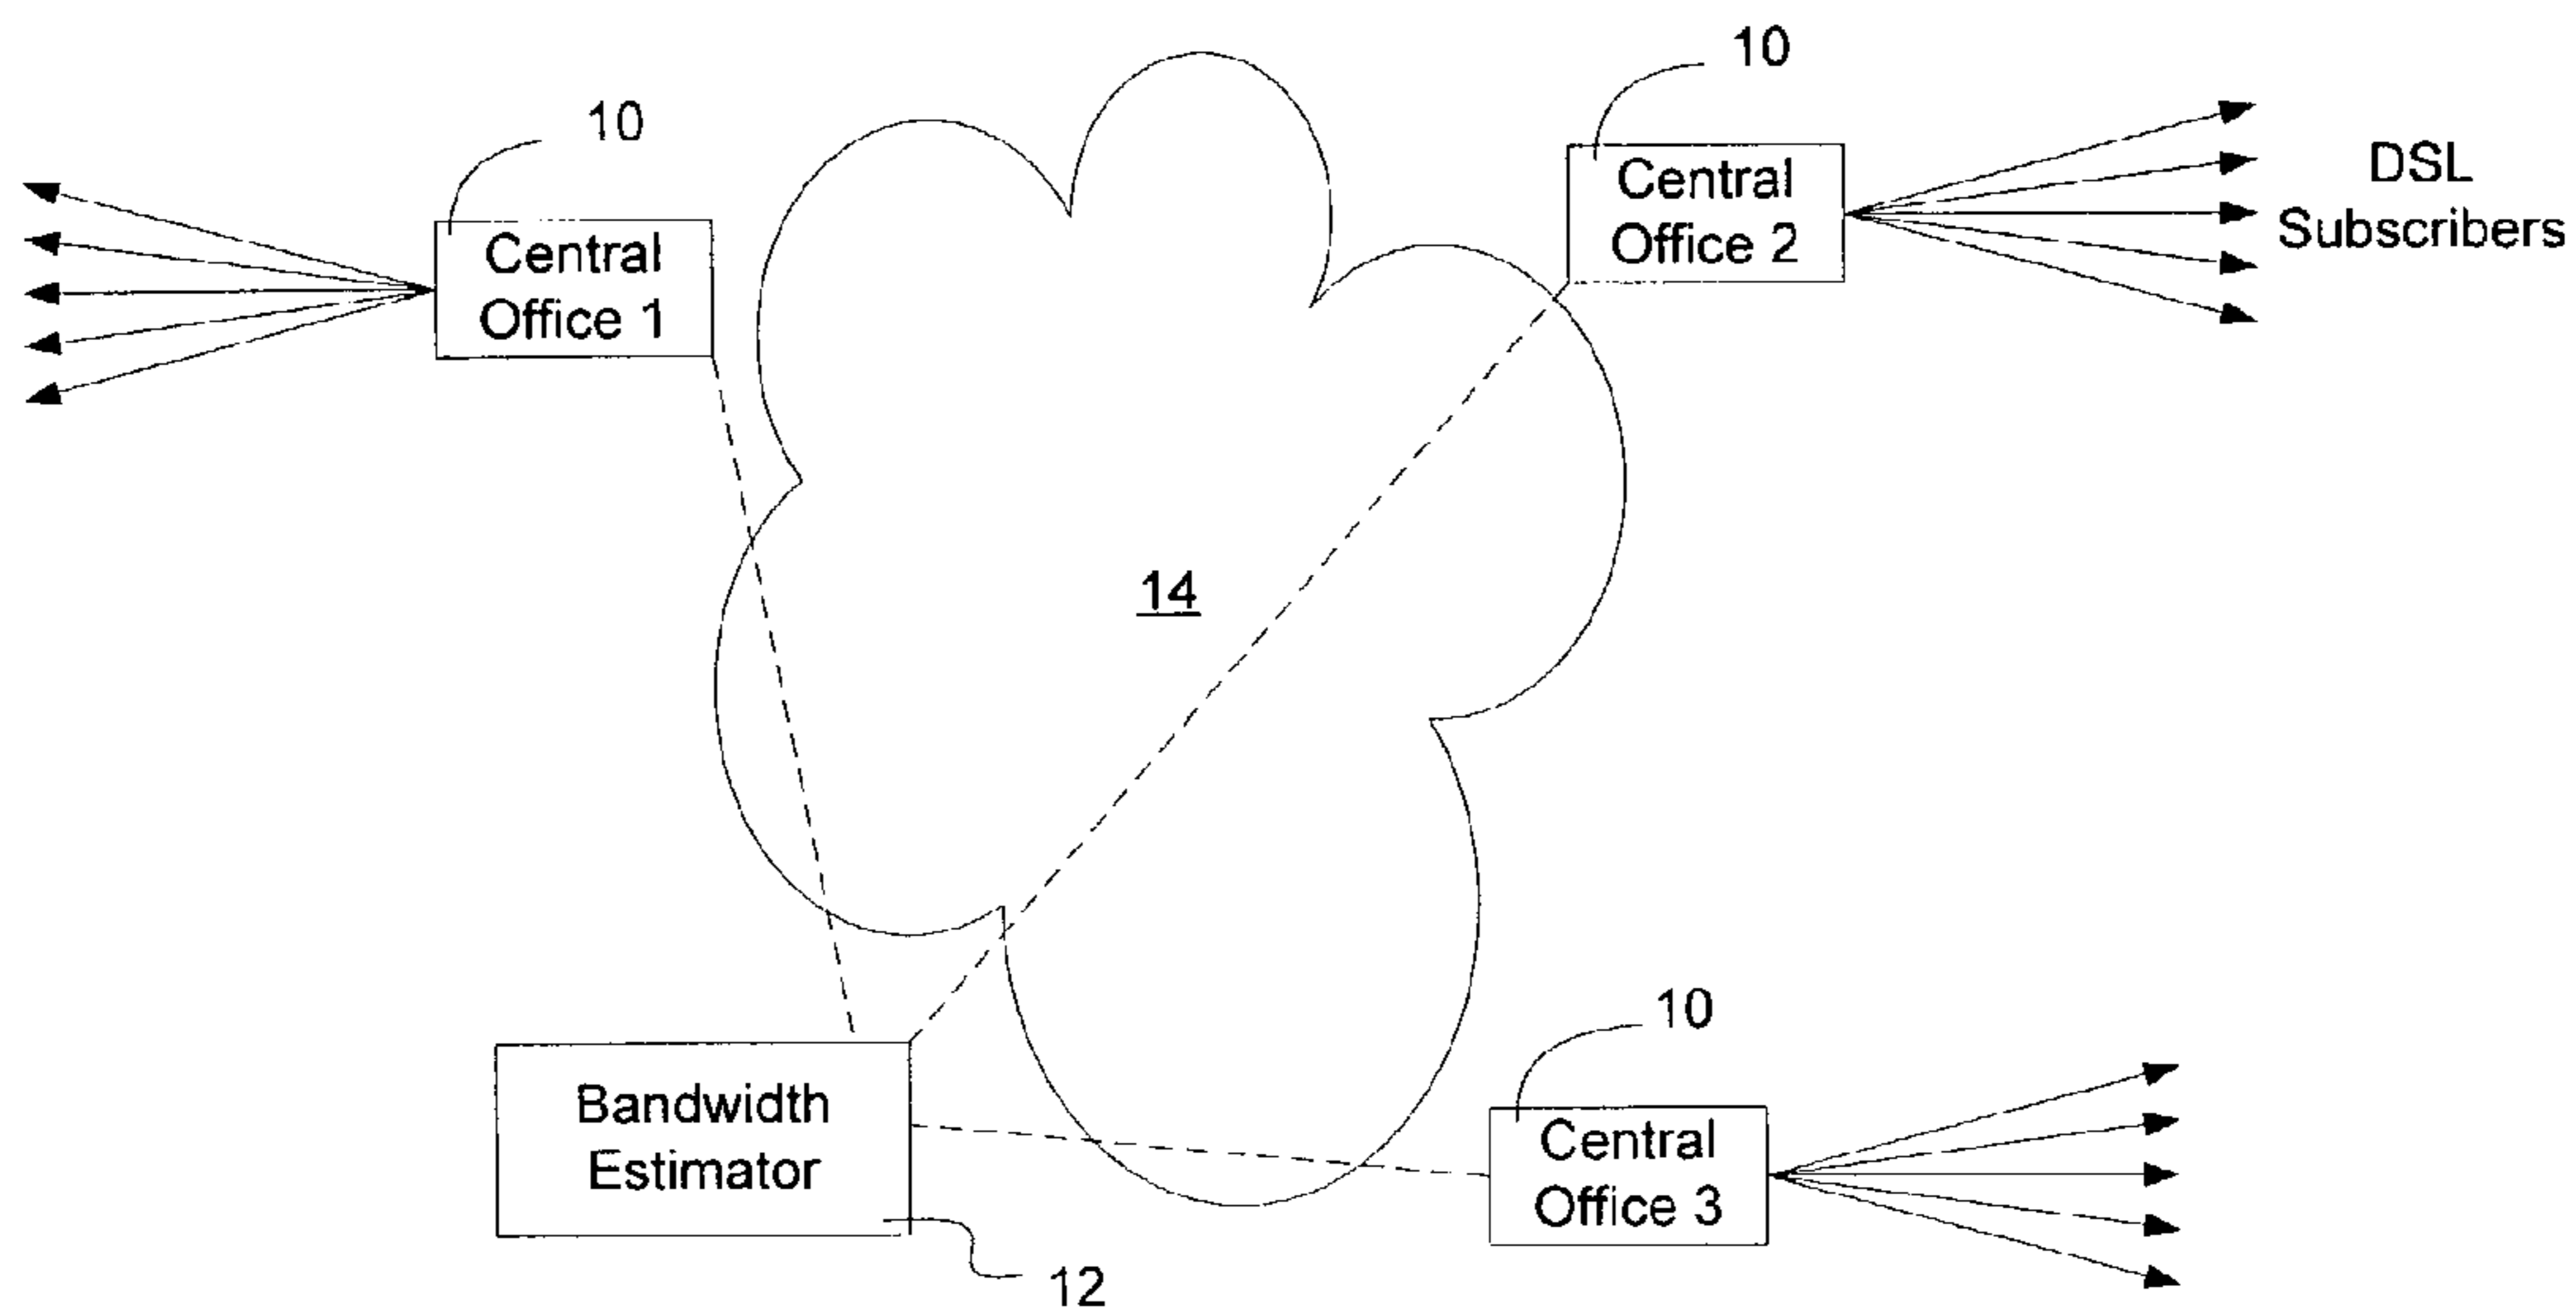 10
10
Central
Office 1
Central
Office 2
DSL
Subscribers
14
10
Bandwidth
Estimator
Central
Office 3
12